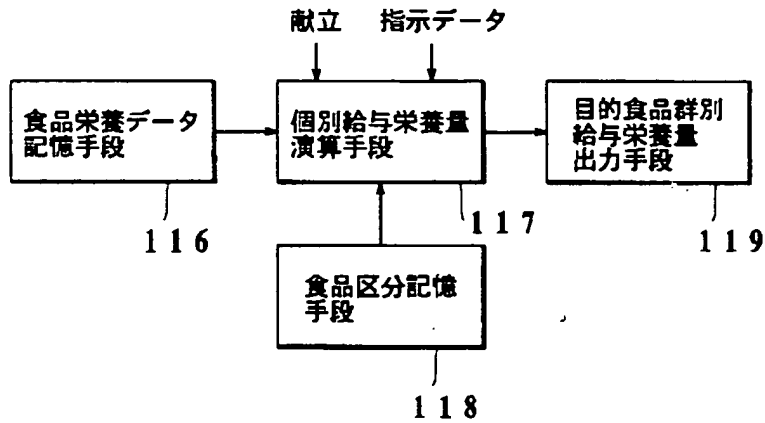 献立 指示データ
食品栄養データ
記憶手段
個別給与栄養量
演算手段
目的食品群別
給与栄養量
出力手段
116
117
119
食品区分記憶
手段
118